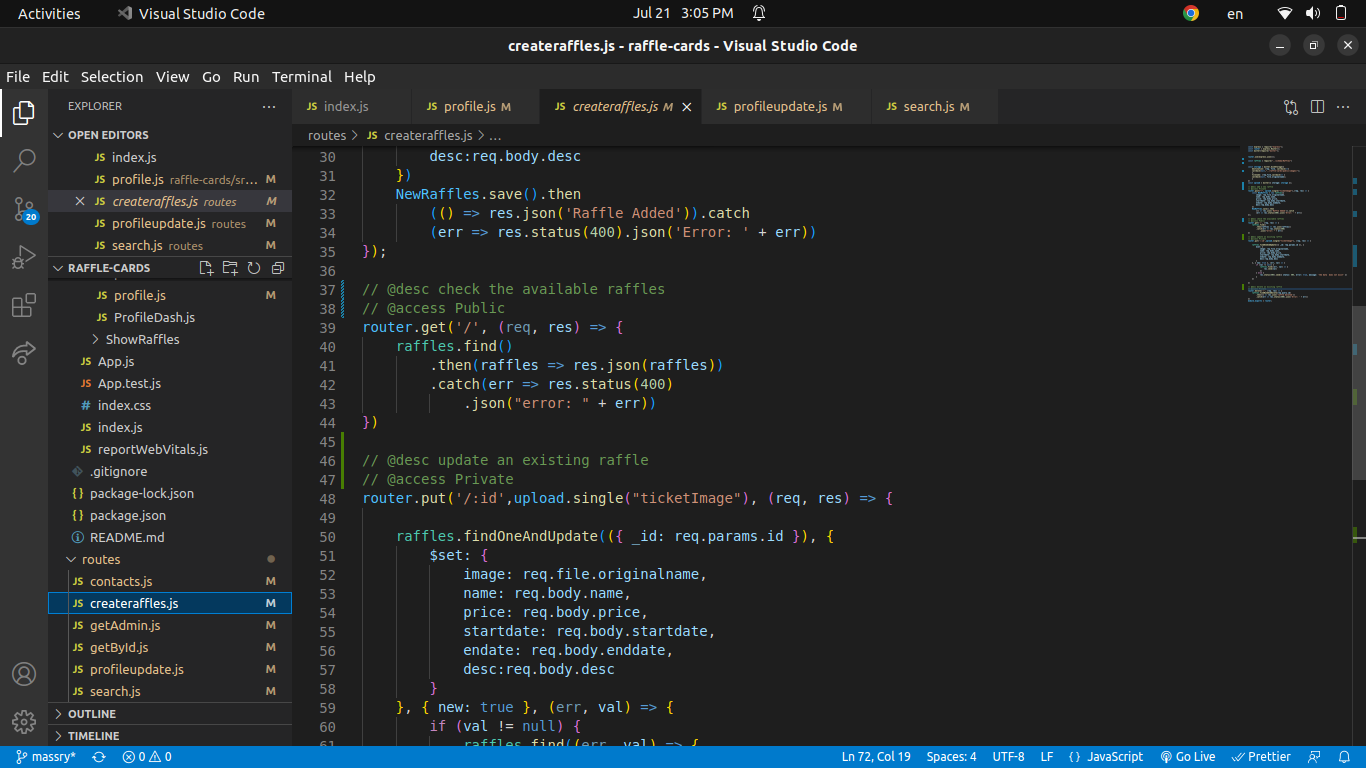 Activities Visual Studio Code Jul 21 3:05 PM en
createraffles.js - raffle-cards - Visual Studio Code
File Edit Selection View Go Run Terminal Help
EXPLORER
OPEN EDITORS
JS index.js
JS profile.js raffle-cards/sr... M
JS createraffles.js routes M
JS profileupdate.js routes M
JS search.js routes M
20
RAFFLE-CARDS
JS profile.js M
JS ProfileDash.js
ShowRaffles
JS App.js
JS App.test.js
# index.css
JS index.js
JS reportWebVitals.js
.gitignore
{} package-lock.json
{} package.json
README.md
routes
JS contacts.js M
JS createraffles.js M
JS getAdmin.js M
JS getById.js M
JS profileupdate.js M
JS search.js M
OUTLINE
TIMELINE
JS index.js JS profile.js M JS createraffles.js M JS profileupdate.js M JS search.js M
routes > JS createraffles.js > ...
30 desc:req.body.desc
31 })
32 NewRaffles.save().then
33 (() => res.json('Raffle Added')).catch
34 (err => res.status(400).json('Error: ' + err))
35 });
36
37 // @desc check the available raffles
38 // @access Public
39 router.get('/', (req, res) => {
40 raffles.find()
41 .then(raffles => res.json(raffles))
42 .catch(err => res.status(400)
43 .json("error: " + err))
44 })
45
46 // @desc update an existing raffle
47 // @access Private
48 router.put('/:id',upload.single("ticketImage"), (req, res) => {
49
50 raffles.findOneAndUpdate(({ _id: req.params.id }), {
51 $set: {
52 image: req.file.originalname,
53 name: req.body.name,
54 price: req.body.price,
55 startdate: req.body.startdate,
56 endate: req.body.enddate,
57 desc:req.body.desc
58 }
59 }, { new: true }, (err, val) => {
60 if (val != null) {
61 raffles.find((err, val) => {
massry* 0 0 Ln 72, Col 19 Spaces: 4 UTF-8 LF {} JavaScript Go Live Prettier